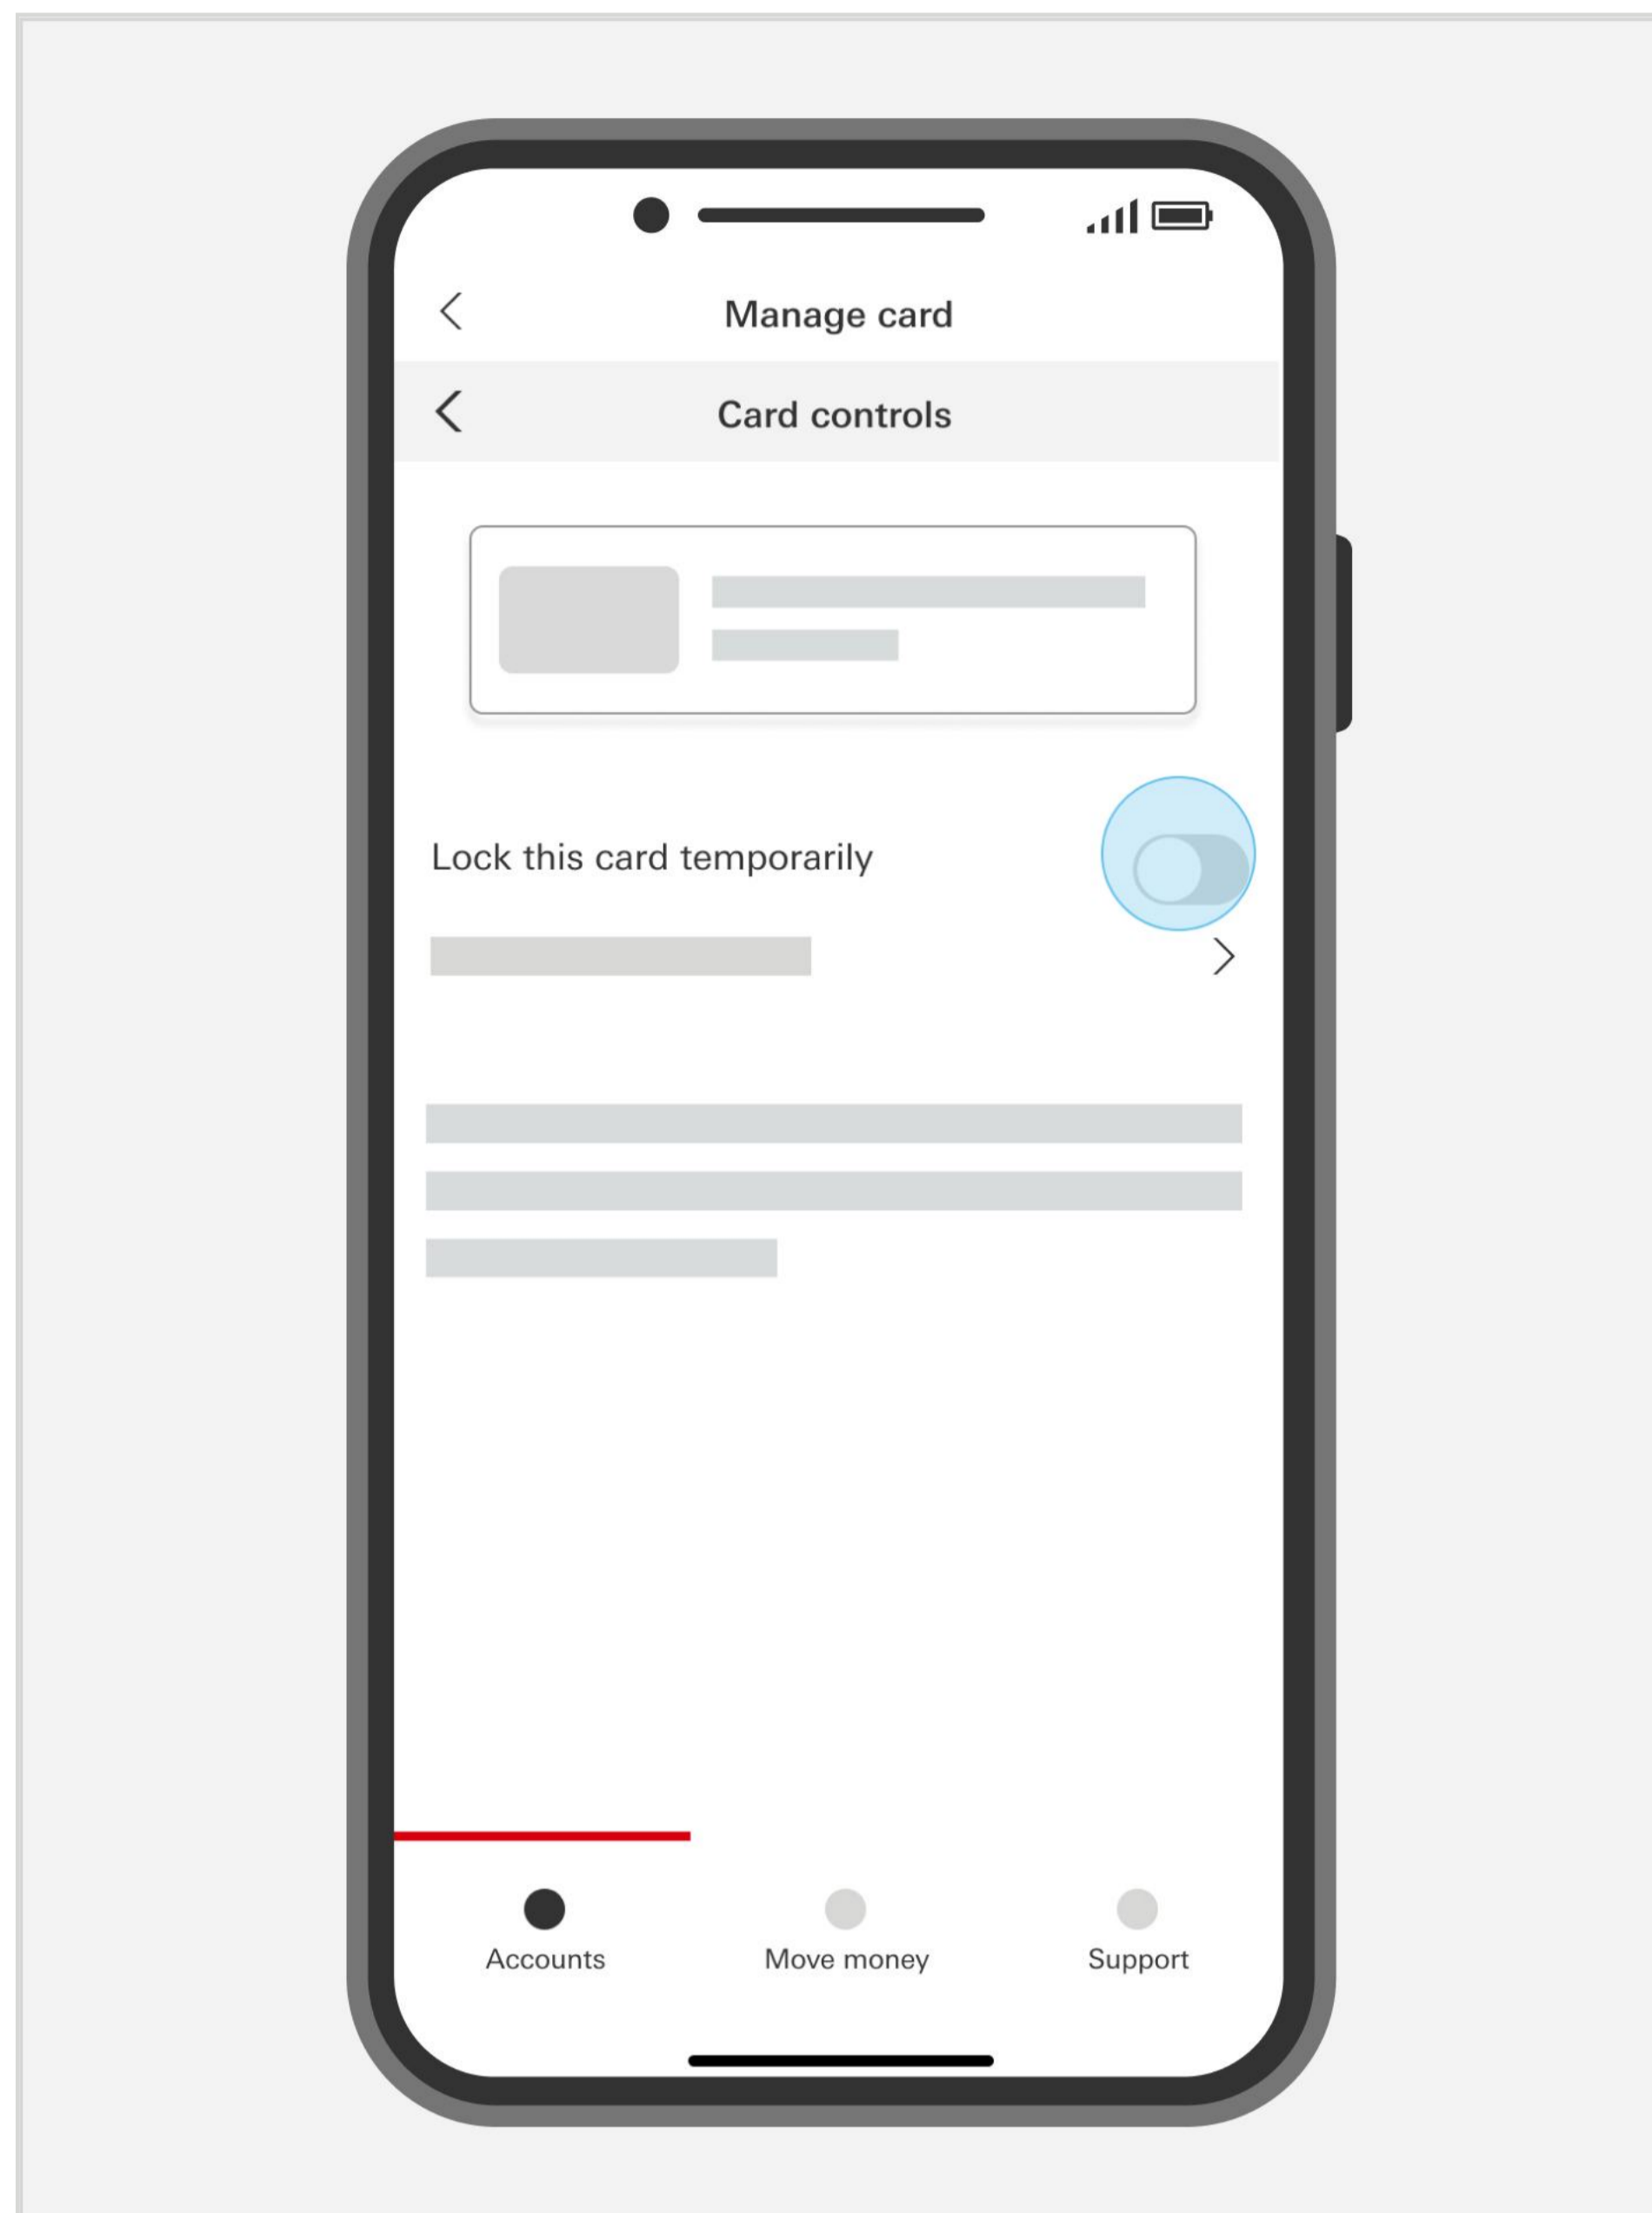 Manage card
Card controls
Lock this card temporarily
Accounts
Move money
Support